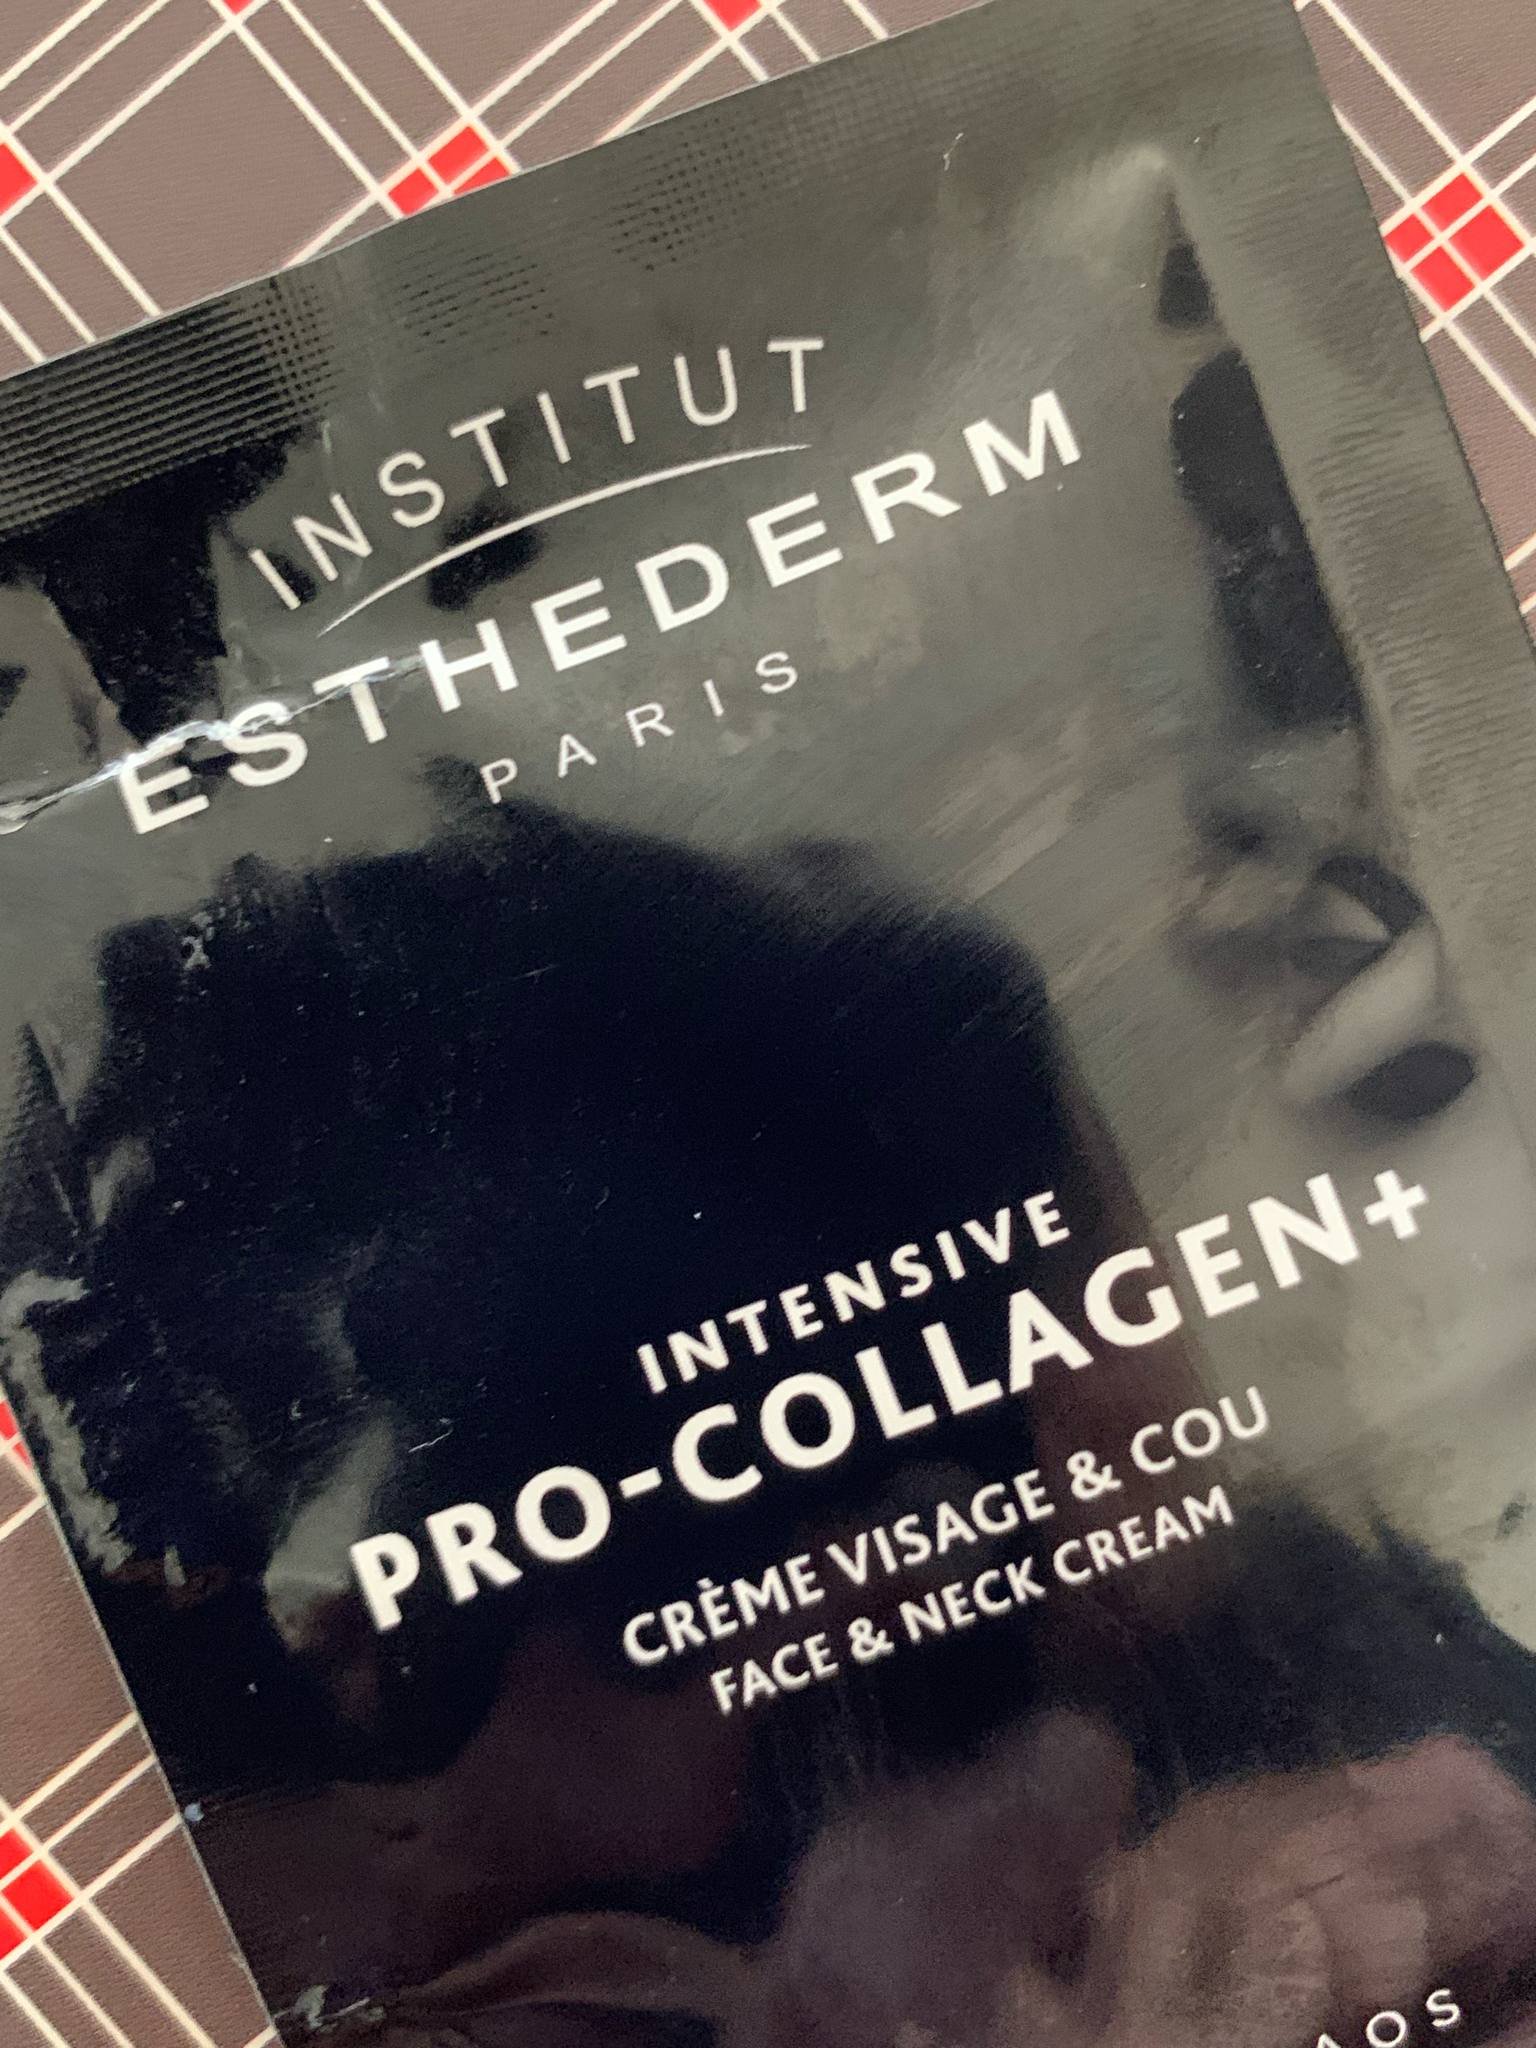 INSTITUT
ESTHEDERM
PARIS
INTENSIVE
PRO-COLLAGEN+
CRÈME VISAGE & COU
FACE & NECK CREAM